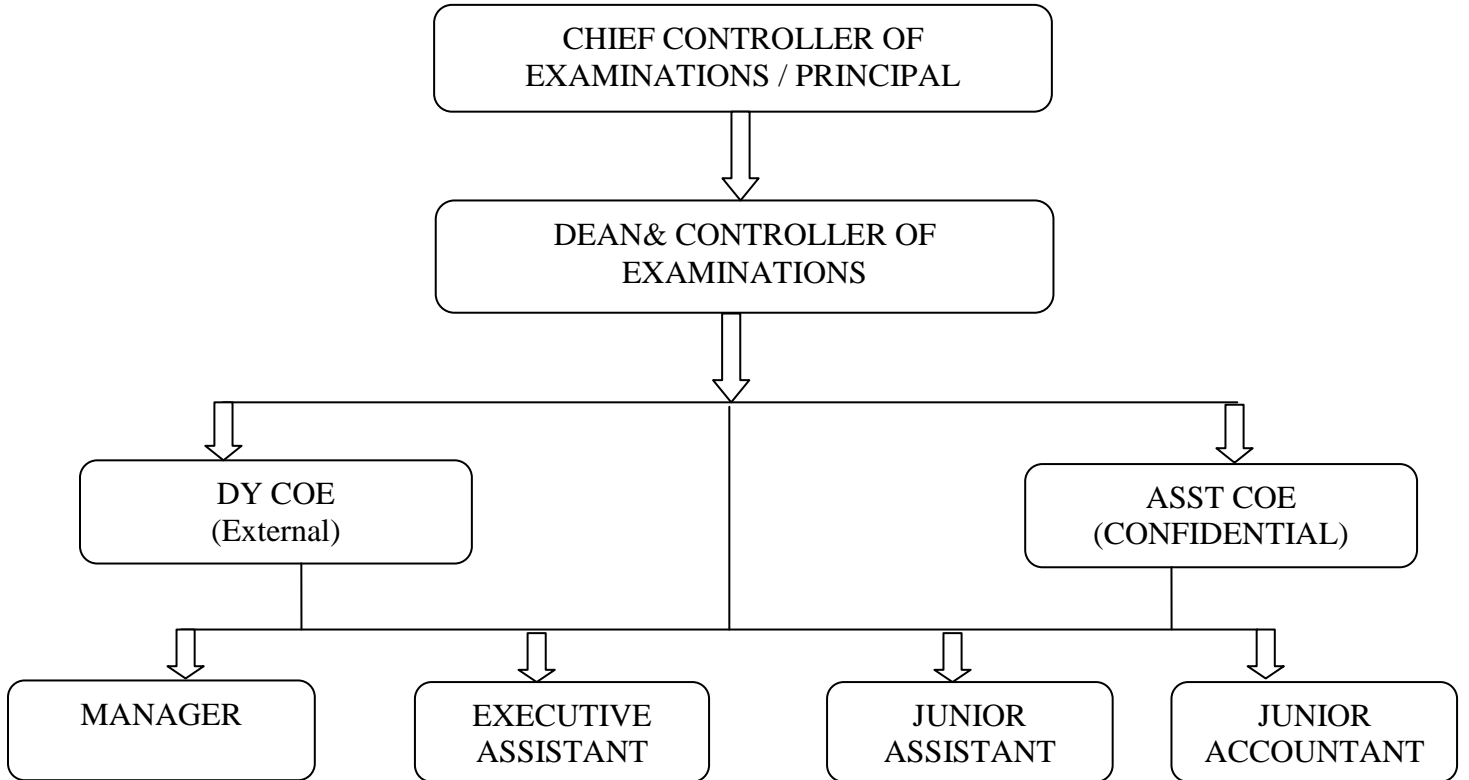 CHIEF CONTROLLER OF
EXAMINATIONS / PRINCIPAL
DEAN& CONTROLLER OF
EXAMINATIONS
DY COE
(External)
ASST COE
(CONFIDENTIAL)
MANAGER
EXECUTIVE
ASSISTANT
JUNIOR
ASSISTANT
JUNIOR
ACCOUNTANT